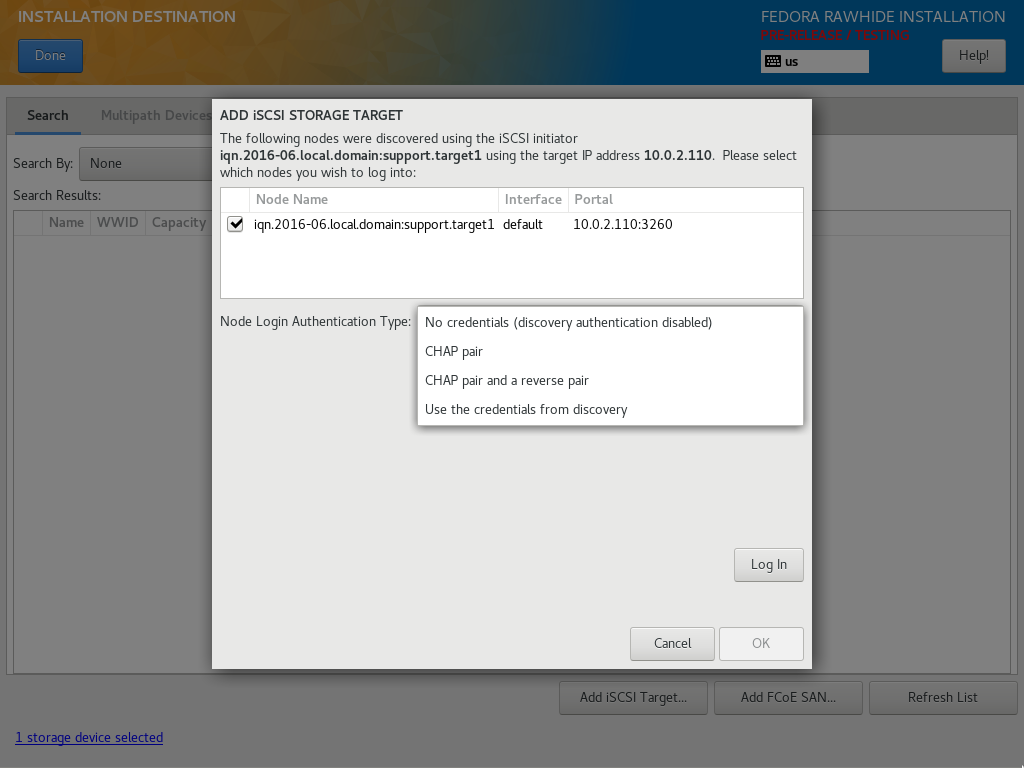 INSTALLATION DESTINATION
FEDORA RAWHIDE INSTALLATION
PRE-RELEASE / TESTING
Done
us
Help!
Search
Multipath Devices
Search By:
None
Search Results:
Name WWID Capacity
ADD iSCSI STORAGE TARGET
The following nodes were discovered using the iSCSI initiator
iqn.2016-06.local.domain:support.target1 using the target IP address 10.0.2.110. Please select
which nodes you wish to log into:
Node Name Interface Portal
iqn.2016-06.local.domain:support.target1 default 10.0.2.110:3260
Node Login Authentication Type:
No credentials (discovery authentication disabled)
CHAP pair
CHAP pair and a reverse pair
Use the credentials from discovery
Log In
Cancel
OK
Add iSCSI Target...
Add FCoE SAN...
Refresh List
1 storage device selected